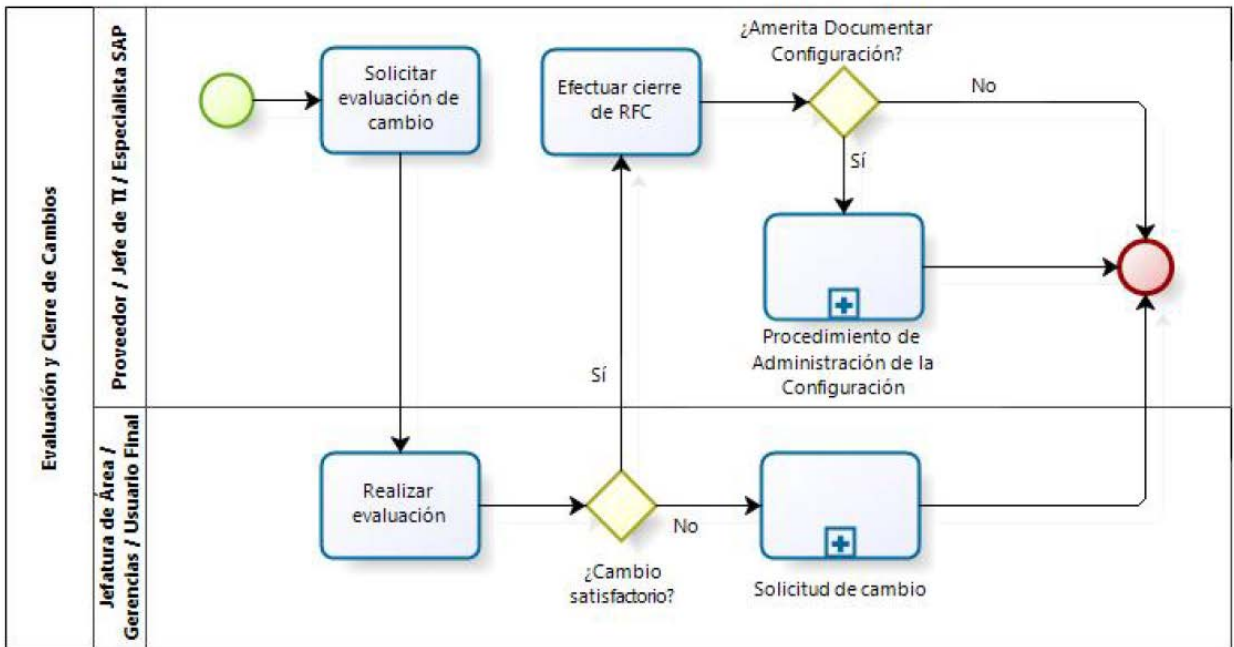 Evaluación y Cierre de Cambios
Proveedor / Jefe de TI / Especialista SAP
Solicitar
evaluación de
cambio
Efectuar cierre
de RFC
¿Amerita Documentar
Configuración?
No
Sí
Procedimiento de
Administración de la
Configuración
Sí
Jefatura de Área /
Gerencias / Usuario Final
Realizar
evaluación
¿Cambio
satisfactorio?
No
Solicitud de cambio